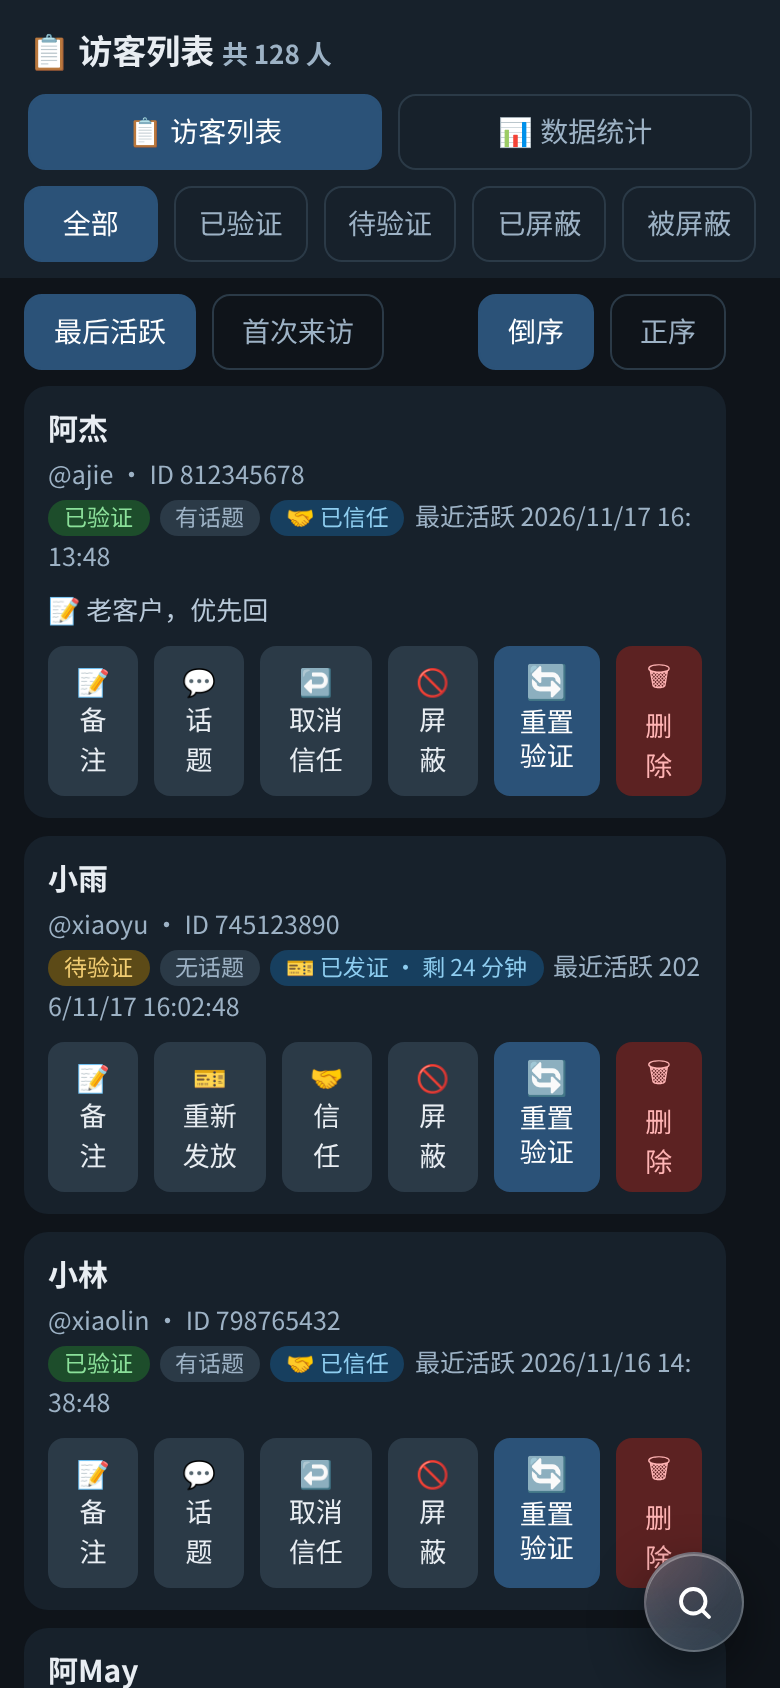 📋 访客列表 共 128 人
📋 访客列表 📊 数据统计
全部 已验证 待验证 已屏蔽 被屏蔽
最后活跃 首次来访 倒序 正序
阿杰
@ajie • ID 812345678
已验证 有话题 🤝 已信任 最近活跃 2026/11/17 16:
13:48
📝 老客户，优先回
📝 备注 💬 话题 ↩️ 取消信任 🚫 屏蔽 🔄 重置验证 🗑 删除
小雨
@xiaoyu • ID 745123890
待验证 无话题 🎫 已发证 • 剩 24 分钟 最近活跃 202
6/11/17 16:02:48
📝 备注 🎫 重新发放 🤝 信任 🚫 屏蔽 🔄 重置验证 🗑 删除
小林
@xiaolin • ID 798765432
已验证 有话题 🤝 已信任 最近活跃 2026/11/16 14:
38:48
📝 备注 💬 话题 ↩️ 取消信任 🚫 屏蔽 🔄 重置验证 🗑 删除
阿May